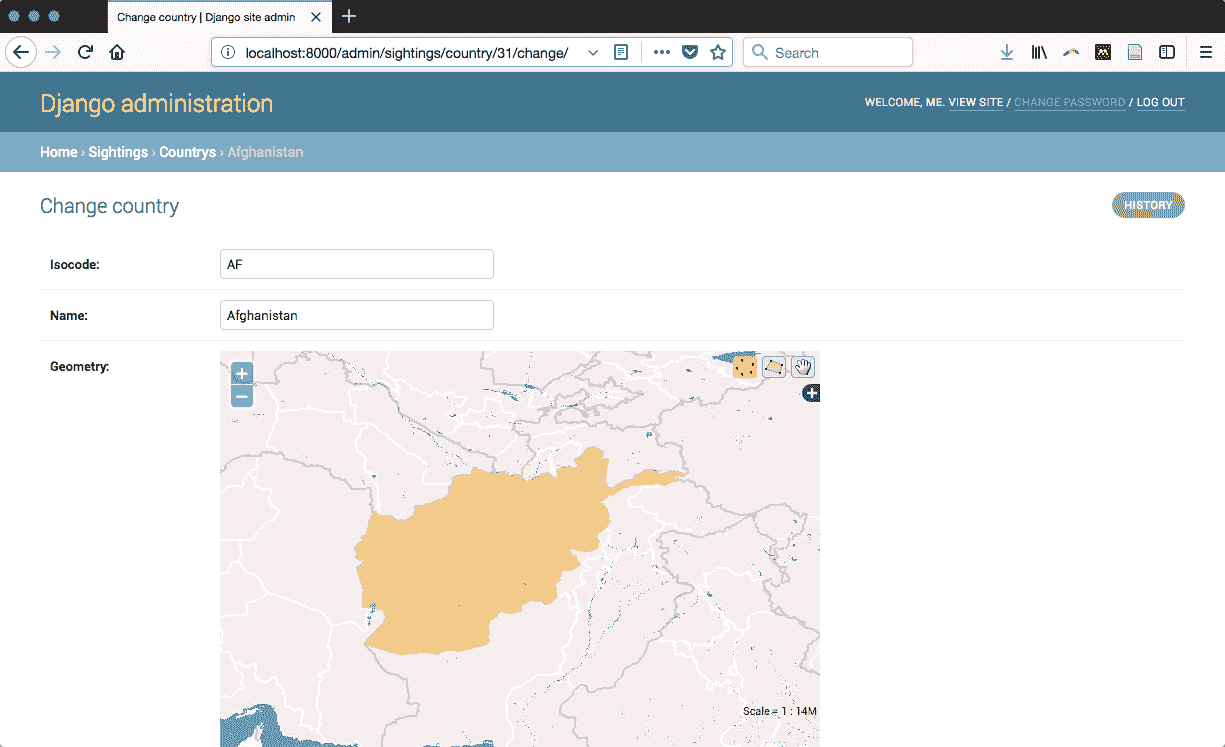 Change country | Django site admin
localhost:8000/admin/sightings/country/31/change/
Search
Django administration
WELCOME, ME. VIEW SITE / CHANGE PASSWORD / LOG OUT
Home › Sightings › Countrys › Afghanistan
Change country
HISTORY
Isocode:
AF
Name:
Afghanistan
Geometry:
Scale = 1 : 14M